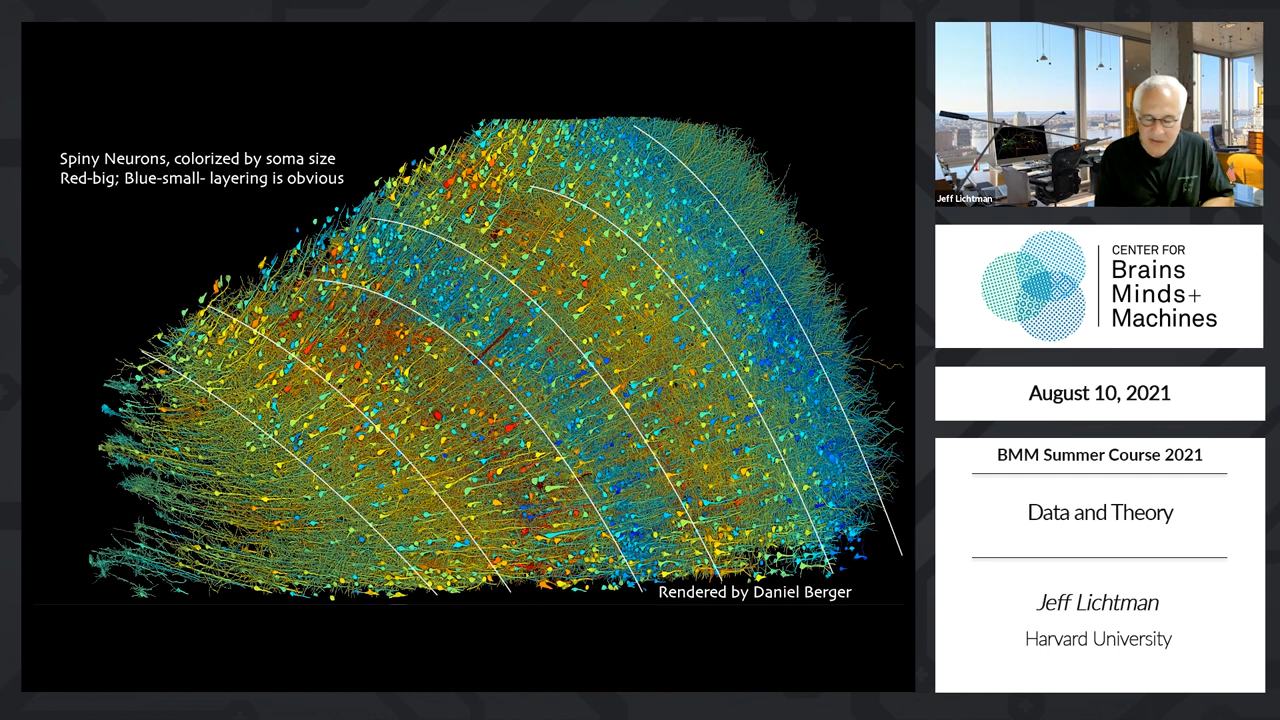 Spiny Neurons, colorized by soma size
Red-big; Blue-small- layering is obvious
Rendered by Daniel Berger
Jeff Lichtman
CENTER FOR
Brains
Minds+
Machines
August 10, 2021
BMM Summer Course 2021
Data and Theory
Jeff Lichtman
Harvard University